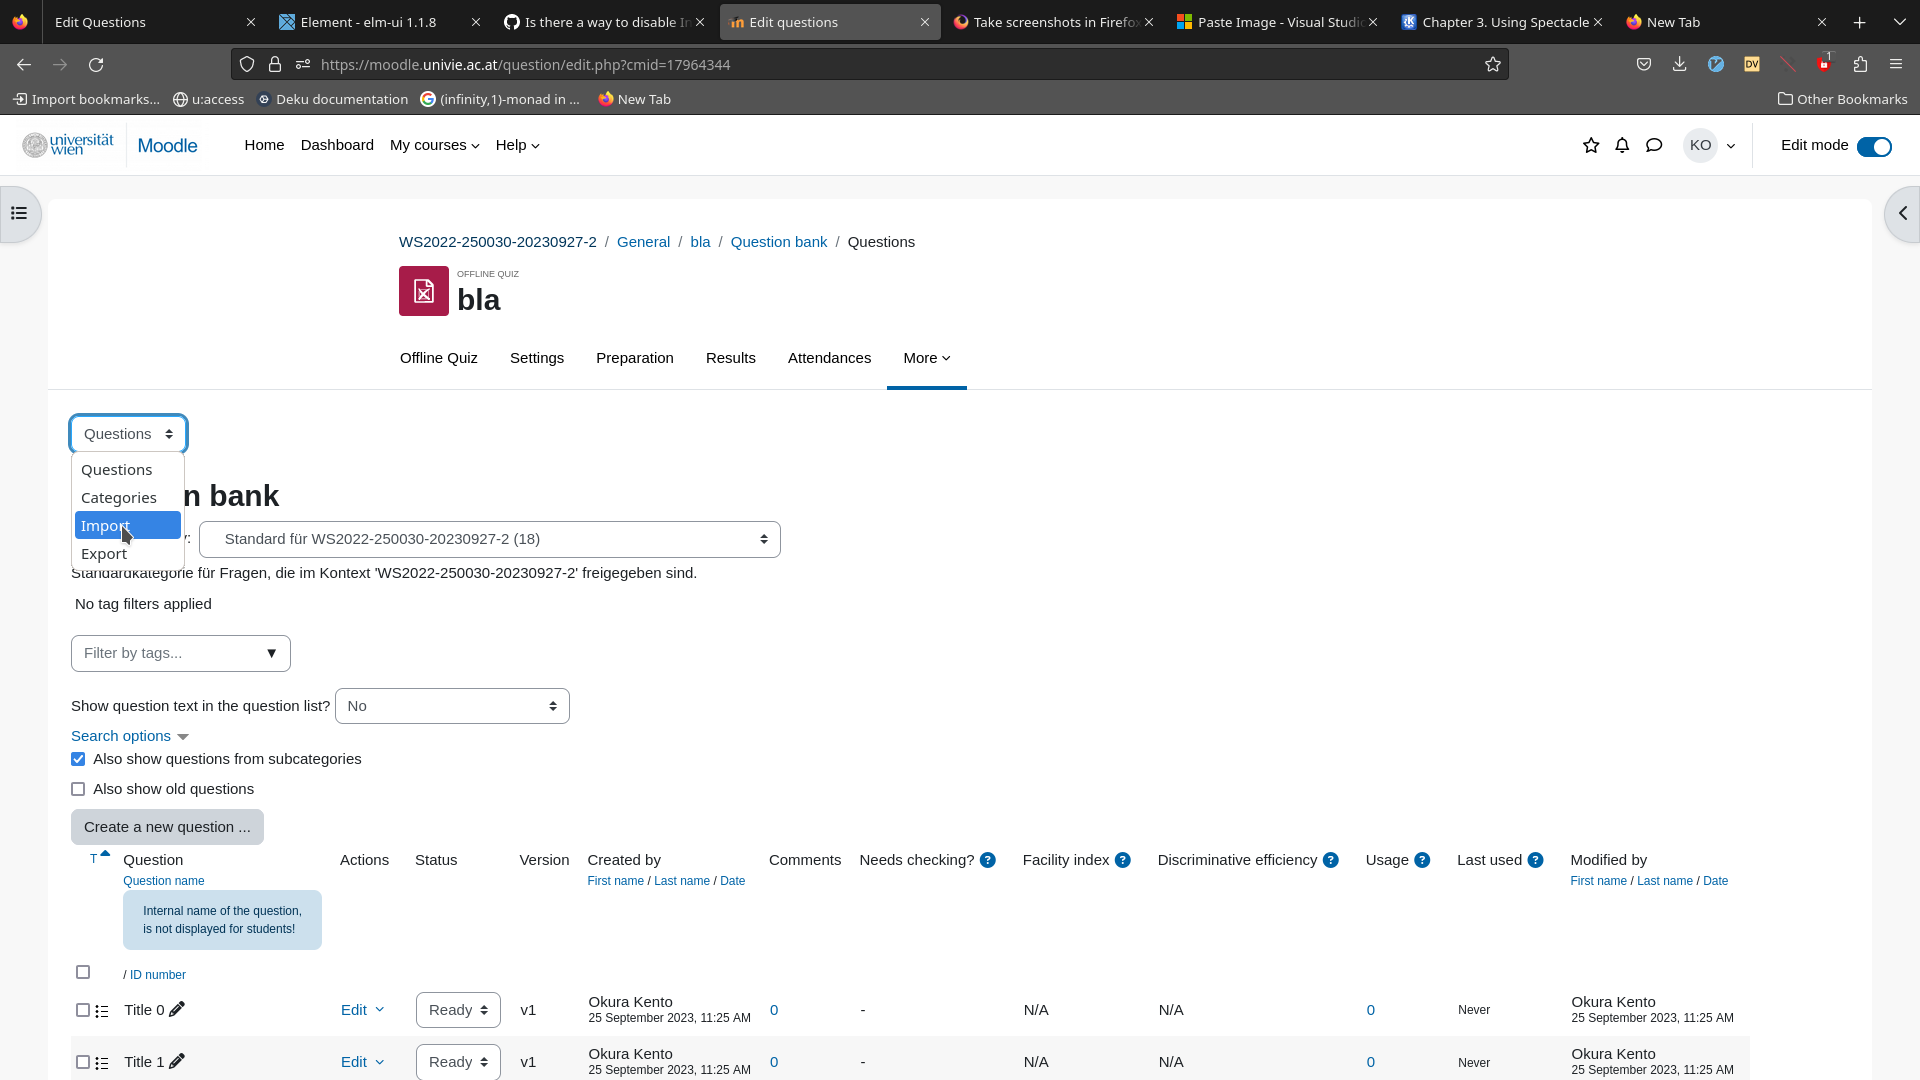 Edit Questions
Element - elm-ui 1.1.8
Is there a way to disable In
Edit questions
Take screenshots in Firefox
Paste Image - Visual Studio
Chapter 3. Using Spectacle
New Tab
https://moodle.univie.ac.at/question/edit.php?cmid=17964344
DV
1
Import bookmarks...
u:access
Deku documentation
(infinity,1)-monad in ...
New Tab
Other Bookmarks
universität
wien
Moodle
Home
Dashboard
My courses
Help
KO
Edit mode
WS2022-250030-20230927-2 / General / bla / Question bank / Questions
OFFLINE QUIZ
bla
Offline Quiz
Settings
Preparation
Results
Attendances
More
Questions
Questions
Categories
Import
Export
n bank
y:
Standard für WS2022-250030-20230927-2 (18)
Standardkategorie für Fragen, die im Kontext 'WS2022-250030-20230927-2' freigegeben sind.
No tag filters applied
Filter by tags...
Show question text in the question list? No
Search options
Also show questions from subcategories
Also show old questions
Create a new question ...
T Question Actions Status Version Created by Comments Needs checking? Facility index Discriminative efficiency Usage Last used Modified by
Question name First name / Last name / Date First name / Last name / Date
Internal name of the question,
is not displayed for students!
/ ID number
Title 0 Edit Ready v1 Okura Kento 0 - N/A N/A 0 Never Okura Kento
25 September 2023, 11:25 AM 25 September 2023, 11:25 AM
Title 1 Edit Ready v1 Okura Kento 0 - N/A N/A 0 Never Okura Kento
25 September 2023, 11:25 AM 25 September 2023, 11:25 AM